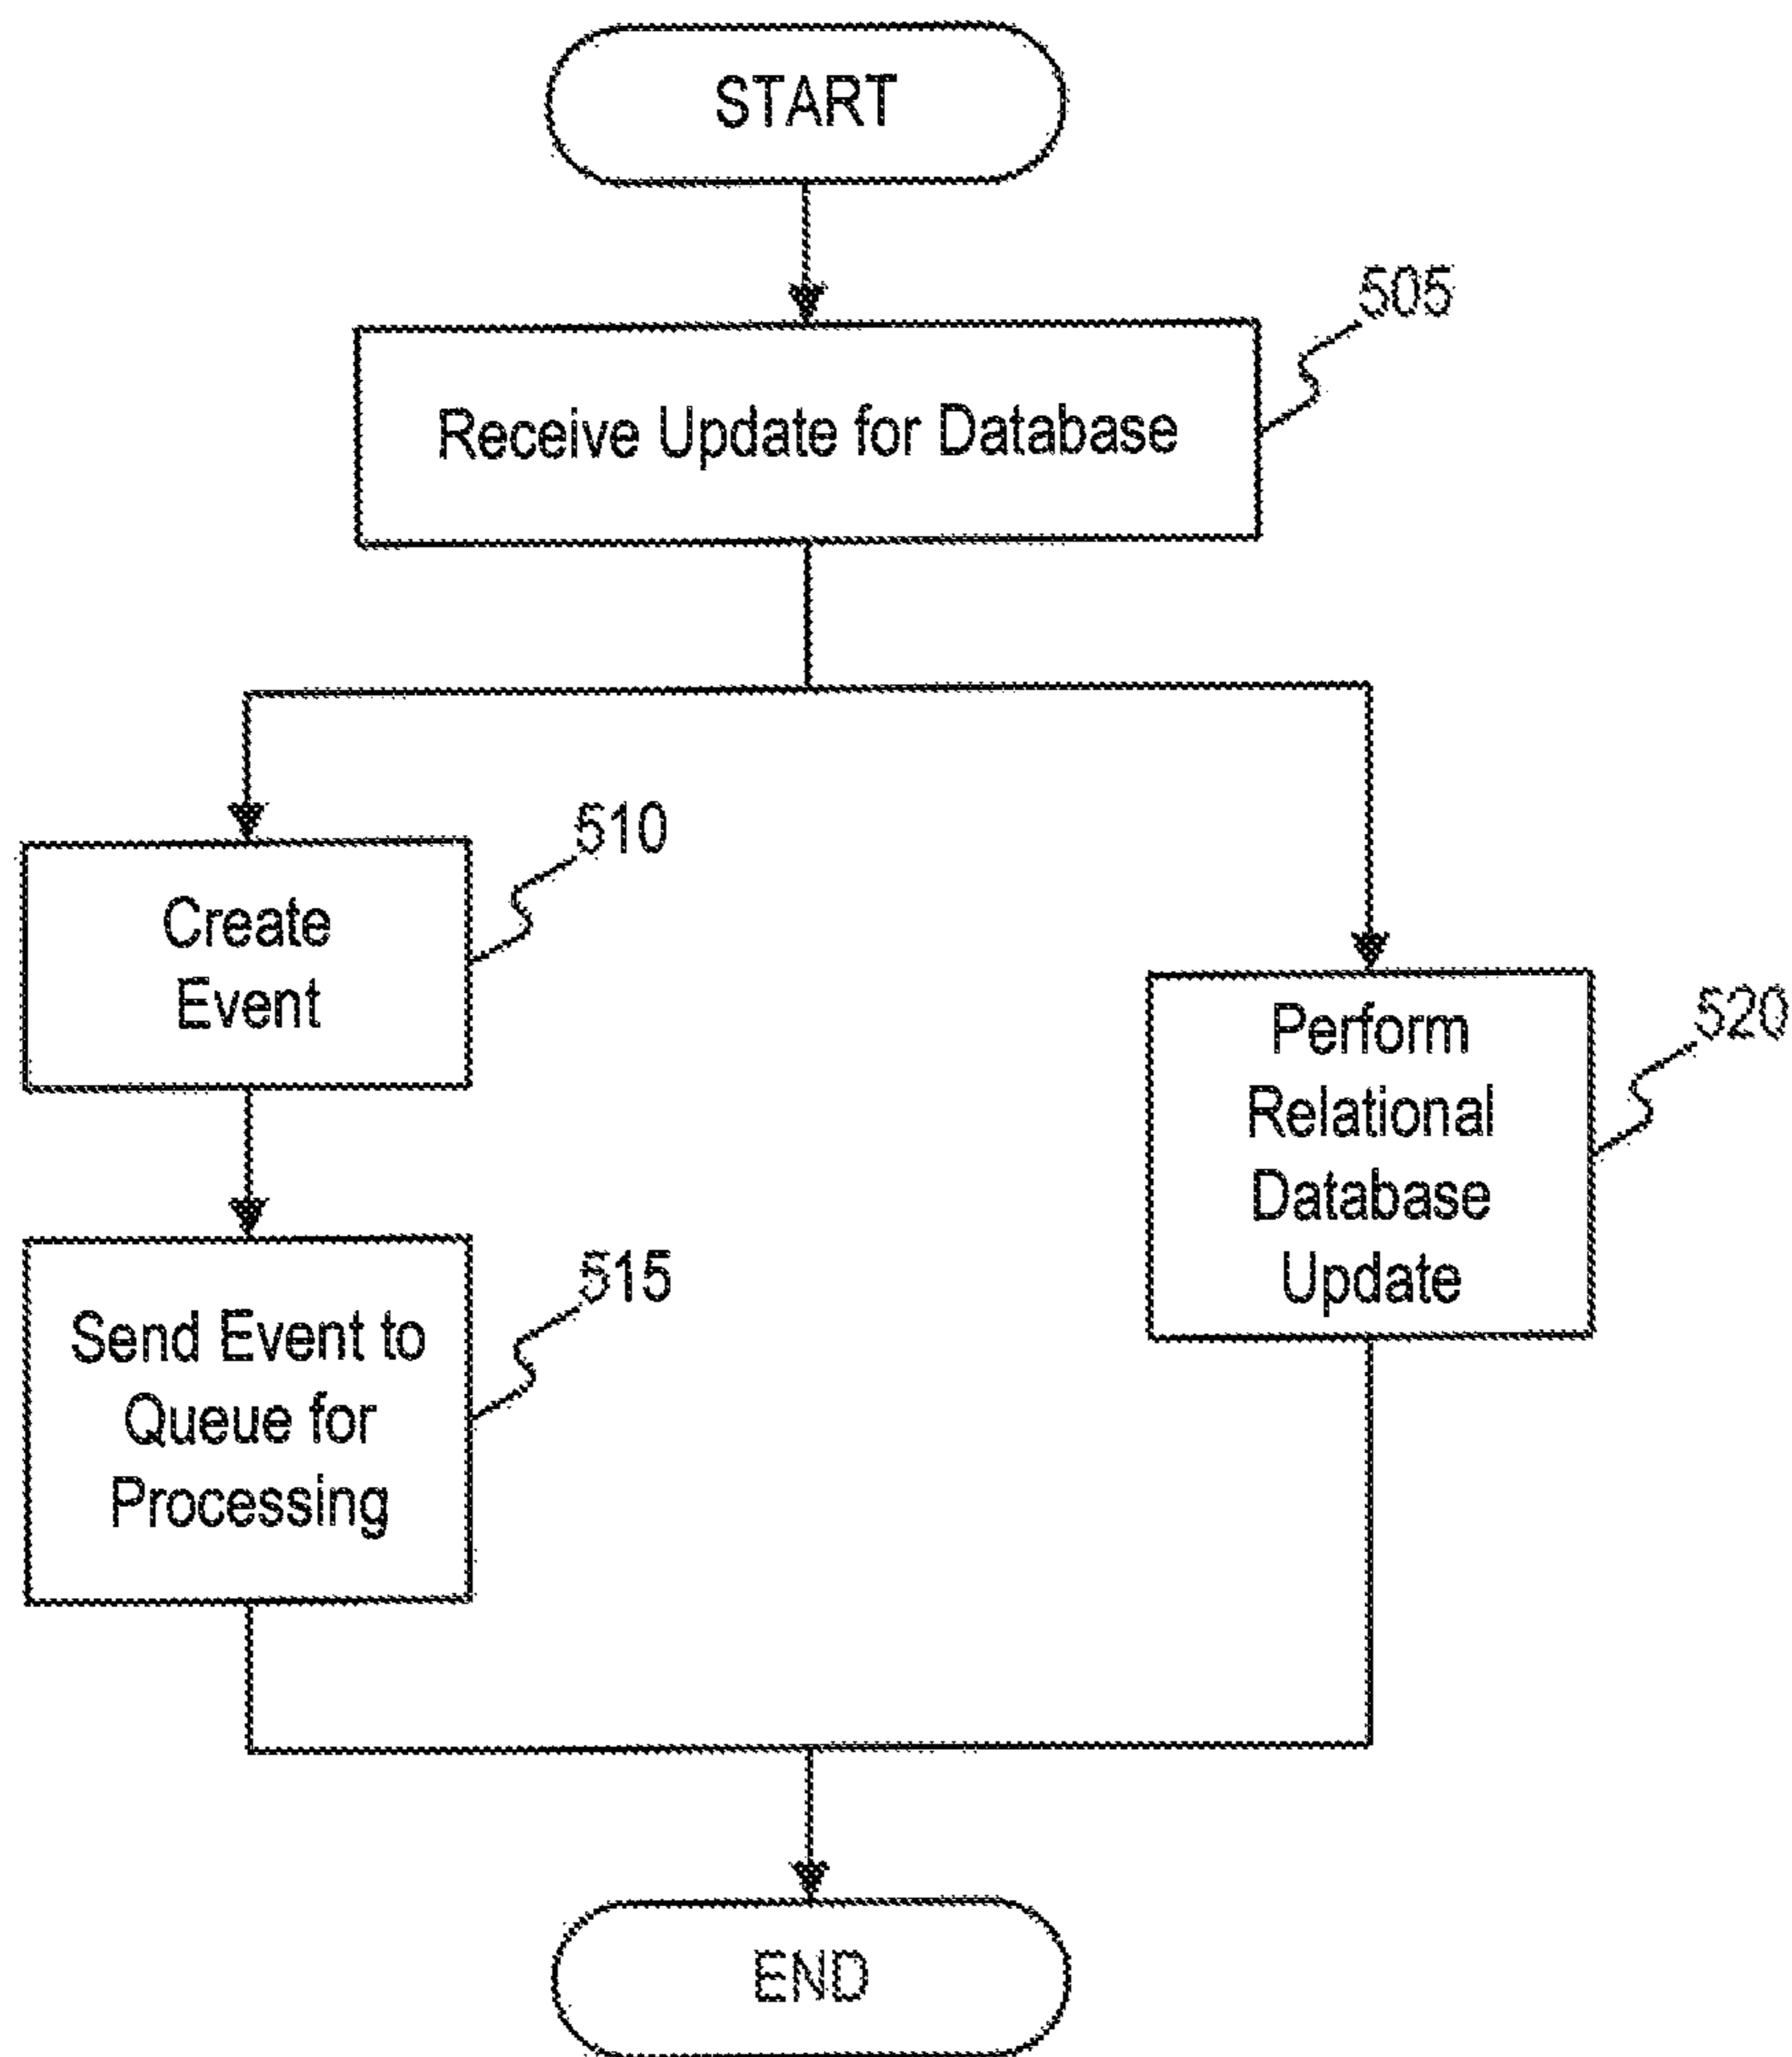 START
505
Receive Update for Database
510
Create
Event
520
Perform
Relational
Database
Update
515
Send Event to
Queue for
Processing
END